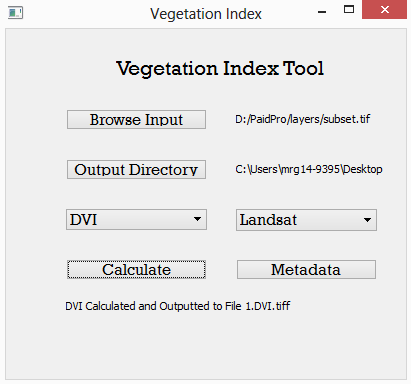 Vegetation Index
Vegetation Index Tool
Browse Input D:/PaidPro/layers/subset.tif
Output Directory C:\Users\mrg14-9395\Desktop
DVI Landsat
Calculate Metadata
DVI Calculated and Outputted to File 1.DVI.tiff